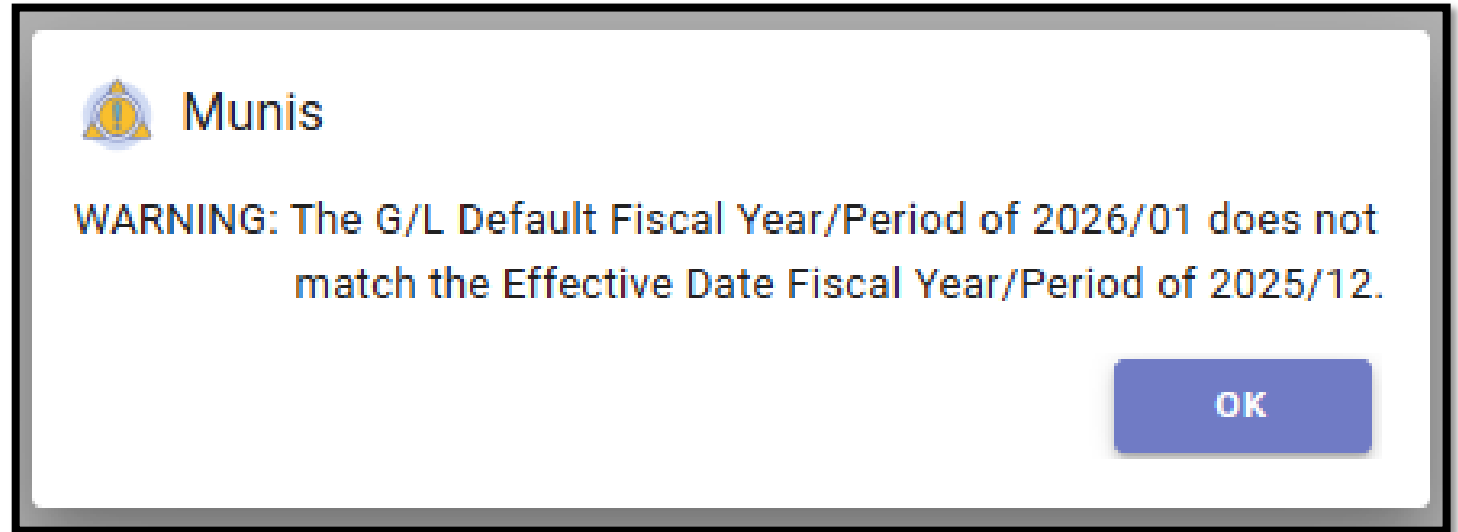 Munis
WARNING: The G/L Default Fiscal Year/Period of 2026/01 does not
match the Effective Date Fiscal Year/Period of 2025/12.
OK